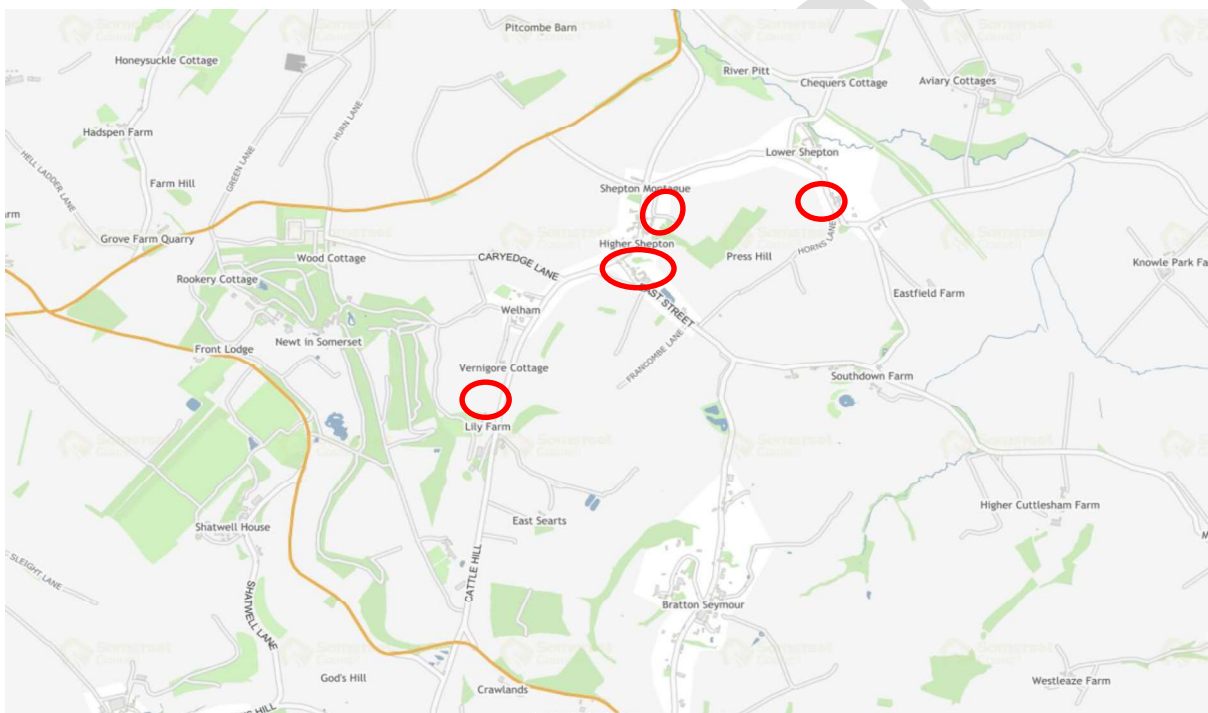 Pitcombe Barn
Honeysuckle Cottage
River Pitt
Chequers Cottage
Aviary Cottages
HURN LANE
Hadspen Farm
Lower Shepton
HELL LADDER LANE
GREEN LANE
Farm Hill
Shepton Montague
arm
Grove Farm Quarry
Higher Shepton
HORNS LANE
Wood Cottage
CARYEDGE LANE
Press Hill
Knowle Park Fa
Rookery Cottage
EAST STREET
Eastfield Farm
Welham
Newt in Somerset
Front Lodge
FRANCOMBE LANE
Vernigore Cottage
Southdown Farm
Lily Farm
Higher Cuttlesham Farm
East Searts
Shatwell House
M
SLEIGHT LANE
CATTLE HILL
SHATWELL LANE
Bratton Seymour
God's Hill
Crawlands
Westleaze Farm
HILL
Somerset
Council